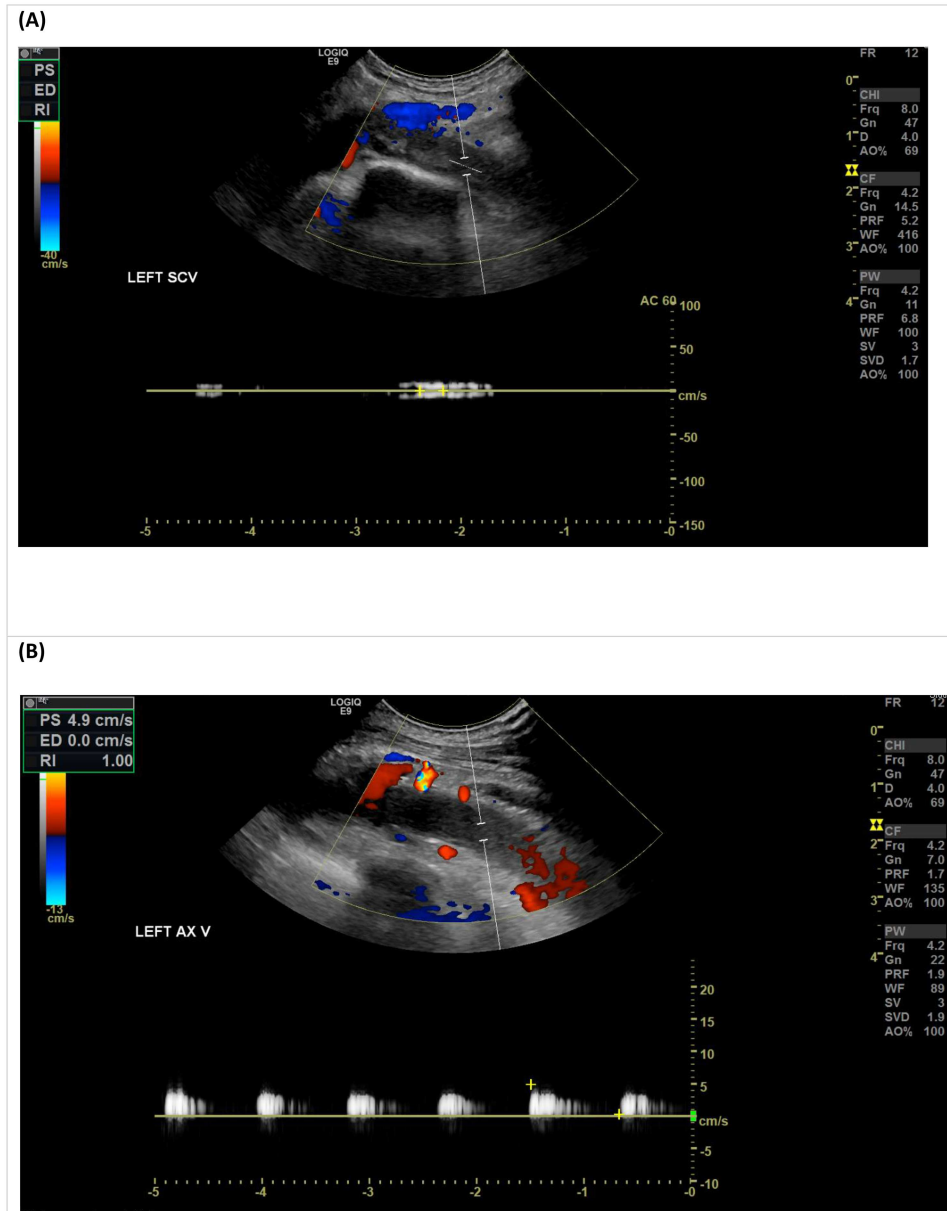 (A)
LOGIQ
E9
PS
ED
RI
-40
cm/s
LEFT SCV
FR 12
0
1
2
3
4
CHI
Frq 8.0
Gn 47
D 4.0
AO% 69
CF
Frq 4.2
Gn 14.5
PRF 5.2
WF 416
AO% 100
PW
Frq 4.2
Gn 11
PRF 6.8
WF 100
SV 3
SVD 1.7
AO% 100
AC 60
100
50
cm/s
-50
-100
-150
-5 -4 -3 -2 -1 -0
(B)
LOGIQ
E9
PS 4.9 cm/s
ED 0.0 cm/s
RI 1.00
-13
cm/s
LEFT AX V
FR 12
0
1
2
3
4
CHI
Frq 8.0
Gn 47
D 4.0
AO% 69
CF
Frq 4.2
Gn 7.0
PRF 1.7
WF 135
AO% 100
PW
Frq 4.2
Gn 22
PRF 1.9
WF 89
SV 3
SVD 1.9
AO% 100
20
15
10
5
cm/s
-5
-10
-5 -4 -3 -2 -1 -0